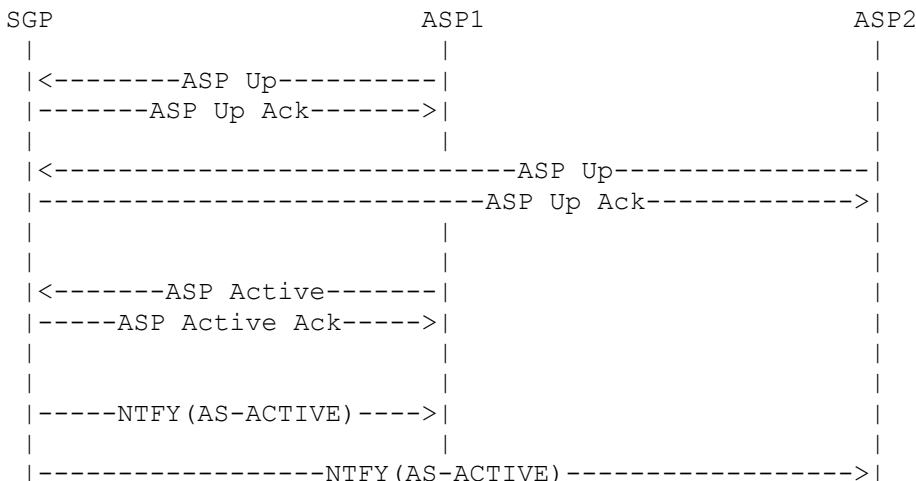 SGP ASP1 ASP2
| | |
|<--------ASP Up----------| |
|-------ASP Up Ack------->| |
| | |
|<-----------------------------ASP Up----------------|
|----------------------------ASP Up Ack------------->|
| | |
| | |
|<-------ASP Active-------| |
|-----ASP Active Ack----->| |
| | |
| | |
|-----NTFY(AS-ACTIVE)---->| |
| | |
|------------------NTFY(AS-ACTIVE)------------------>|